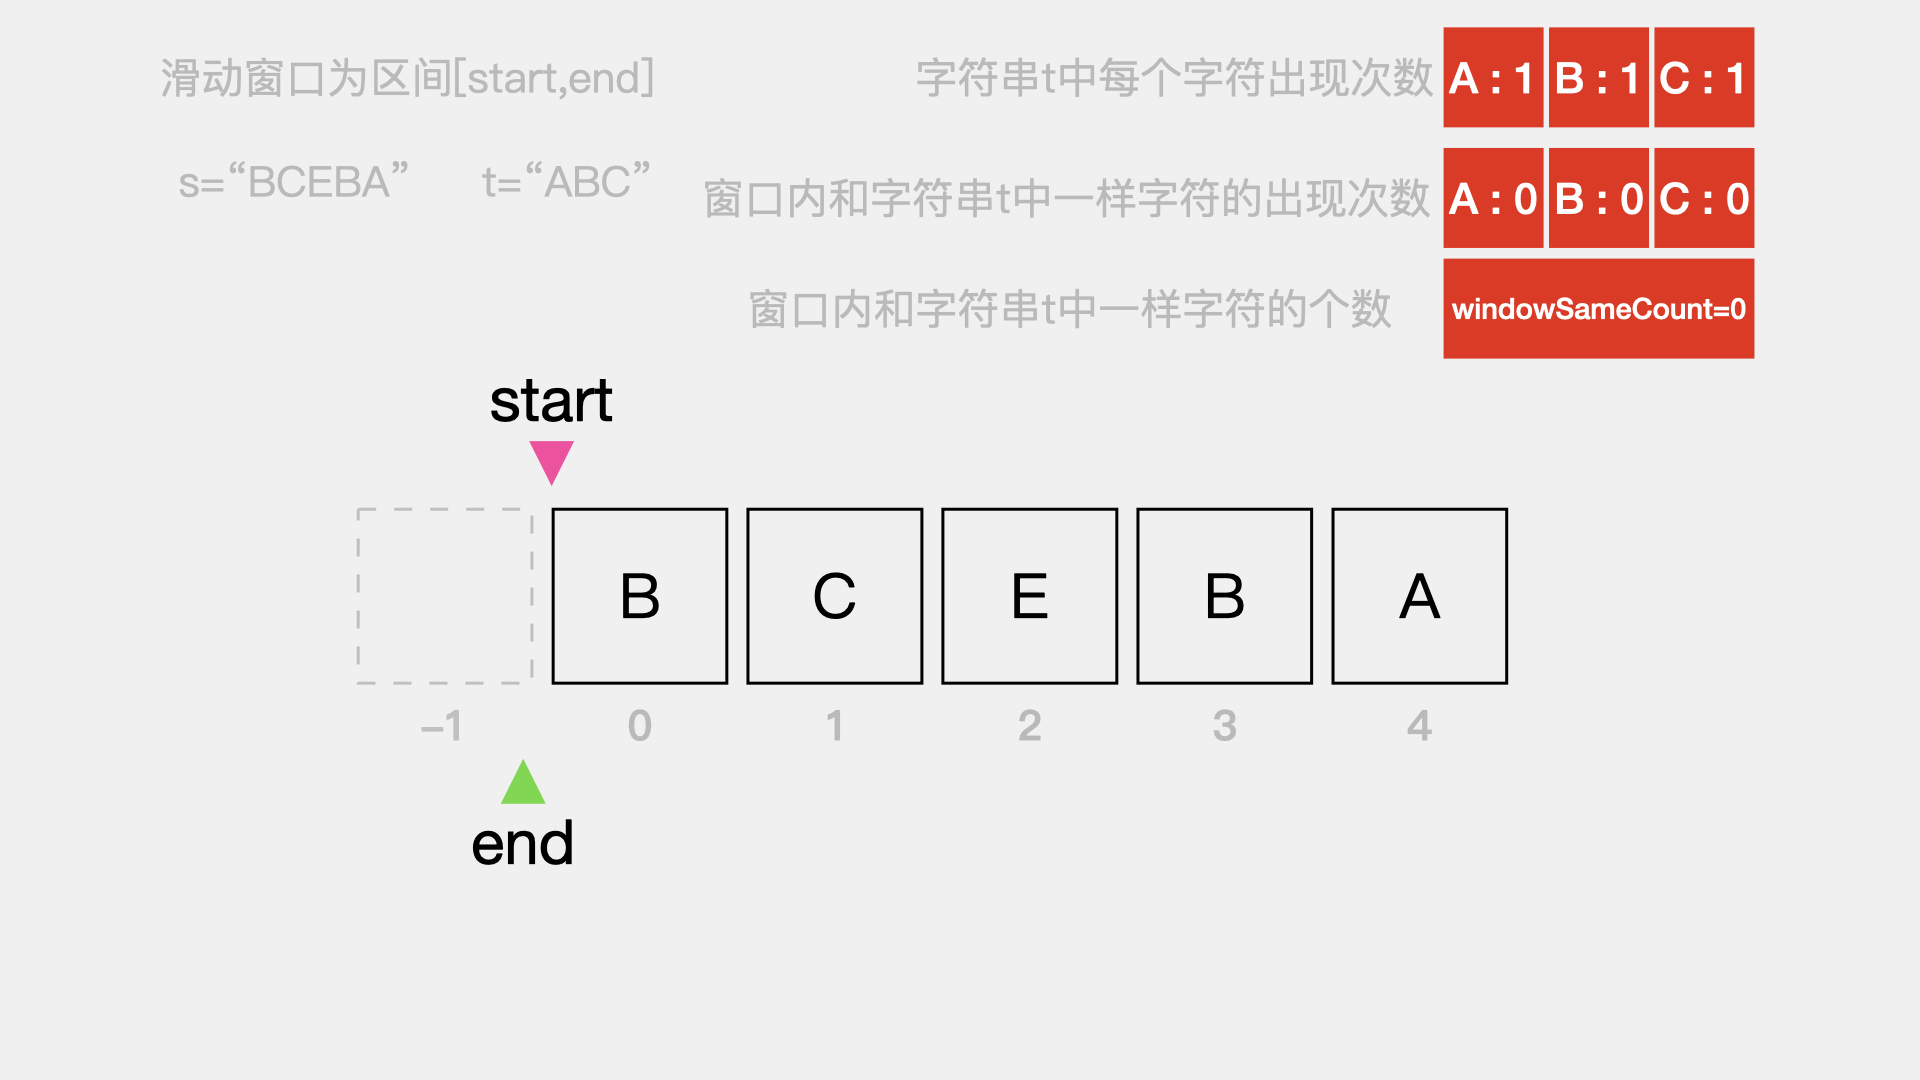 滑动窗口为区间[start,end]
字符串t中每个字符出现次数
A : 1 B : 1 C : 1
s=“BCEBA” t=“ABC”
窗口内和字符串t中一样字符的出现次数
A : 0 B : 0 C : 0
窗口内和字符串t中一样字符的个数
windowSameCount=0
start
B C E B A
–1 0 1 2 3 4
end